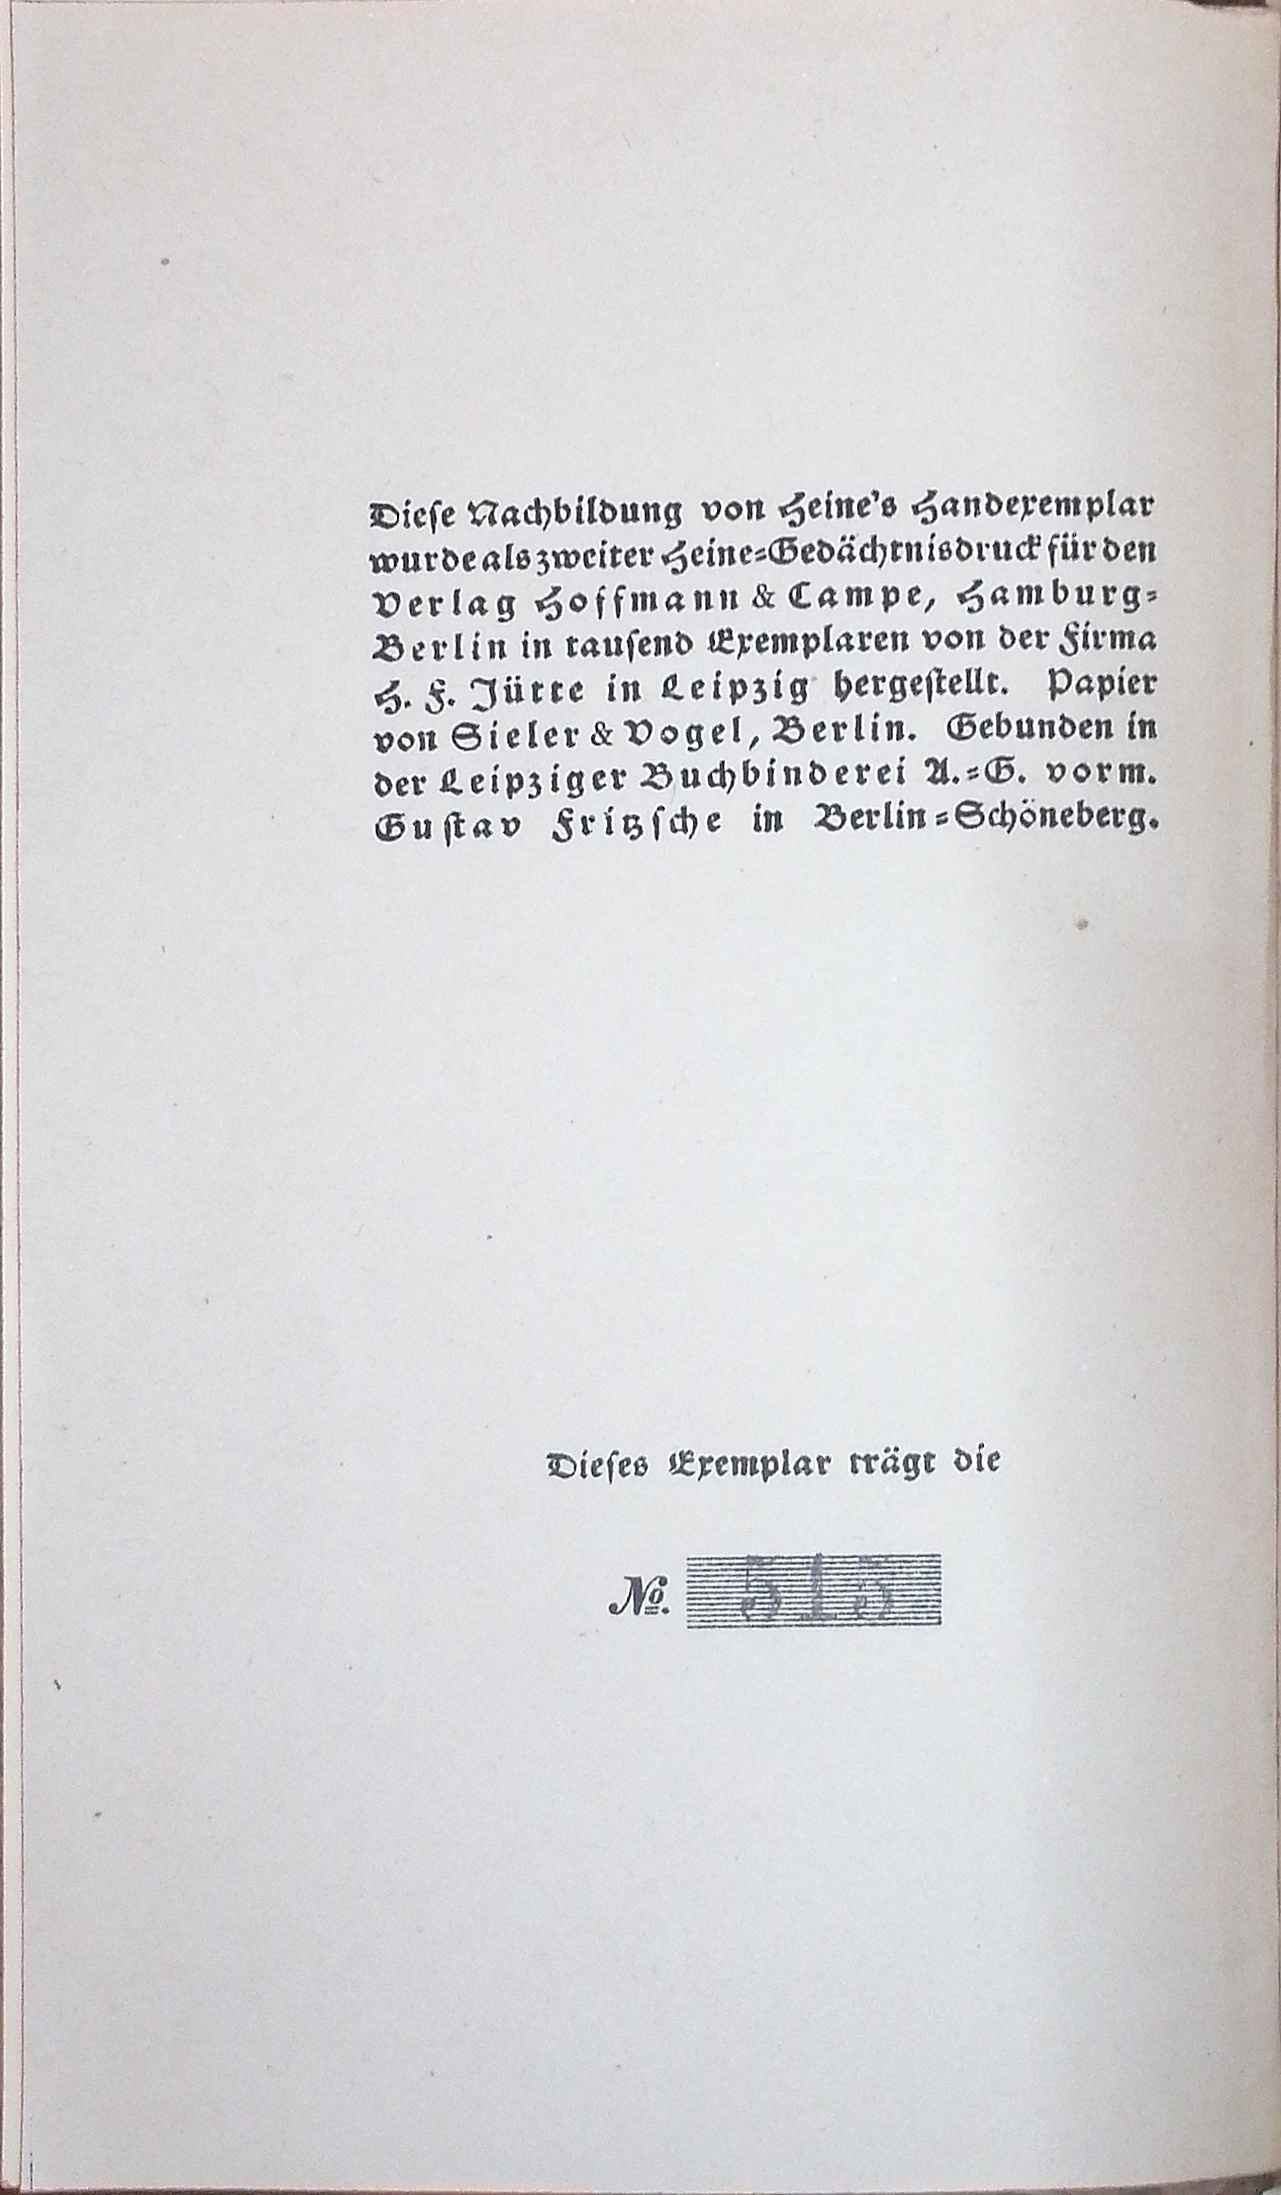 Dieſe Nachbildung von Heine's Handexemplar
wurde als zweiter Heine-Gedächtnisdruck für den
Verlag Hoffmann & Campe, Hamburg-
Berlin in tauſend Exemplaren von der Firma
H. F. Jütte in Leipzig hergeſtellt. Papier
von Sieler & Vogel, Berlin. Gebunden in
der Leipziger Buchbinderei A.-G. vorm.
Guſtav Fritzſche in Berlin-Schöneberg.
Dieſes Exemplar trägt die
No. 515